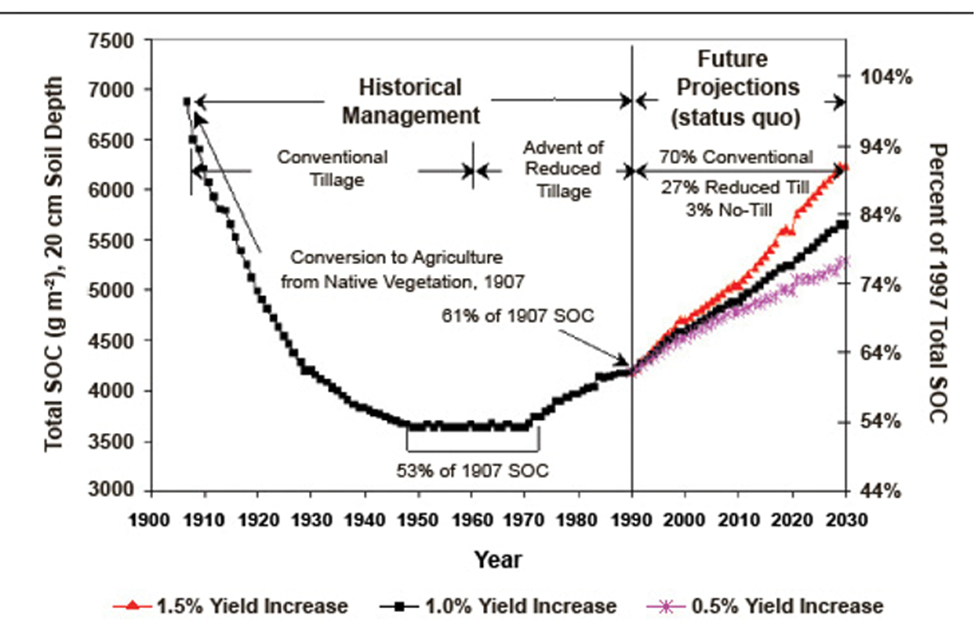 7500
7000
6500
6000
5500
5000
4500
4000
3500
3000
Total SOC (g m⁻²), 20 cm Soil Depth
Historical
Management
Future
Projections
(status quo)
Conventional
Tillage
Advent of
Reduced
Tillage
70% Conventional
27% Reduced Till
3% No-Till
Conversion to Agriculture
from Native Vegetation, 1907
61% of 1907 SOC
53% of 1907 SOC
104%
94%
84%
74%
64%
54%
44%
Percent of 1997 Total SOC
1900 1910 1920 1930 1940 1950 1960 1970 1980 1990 2000 2010 2020 2030
Year
1.5% Yield Increase 1.0% Yield Increase 0.5% Yield Increase